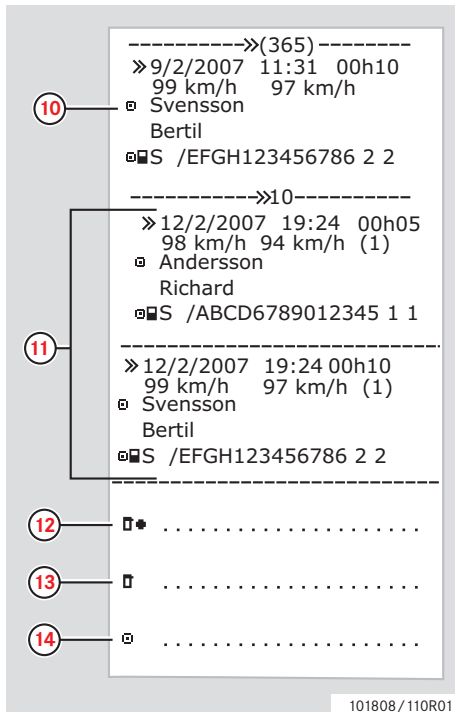 ----------»(365)--------
»9/2/2007 11:31 00h10
99 km/h 97 km/h
10 Svensson
Bertil
S /EFGH123456786 2 2
----------»10----------
»12/2/2007 19:24 00h05
98 km/h 94 km/h (1)
Andersson
Richard
S /ABCD6789012345 1 1
11
------------------------
»12/2/2007 19:24 00h10
99 km/h 97 km/h (1)
Svensson
Bertil
S /EFGH123456786 2 2
------------------------
12 .....................
13 .....................
14 .....................
101808/110R01